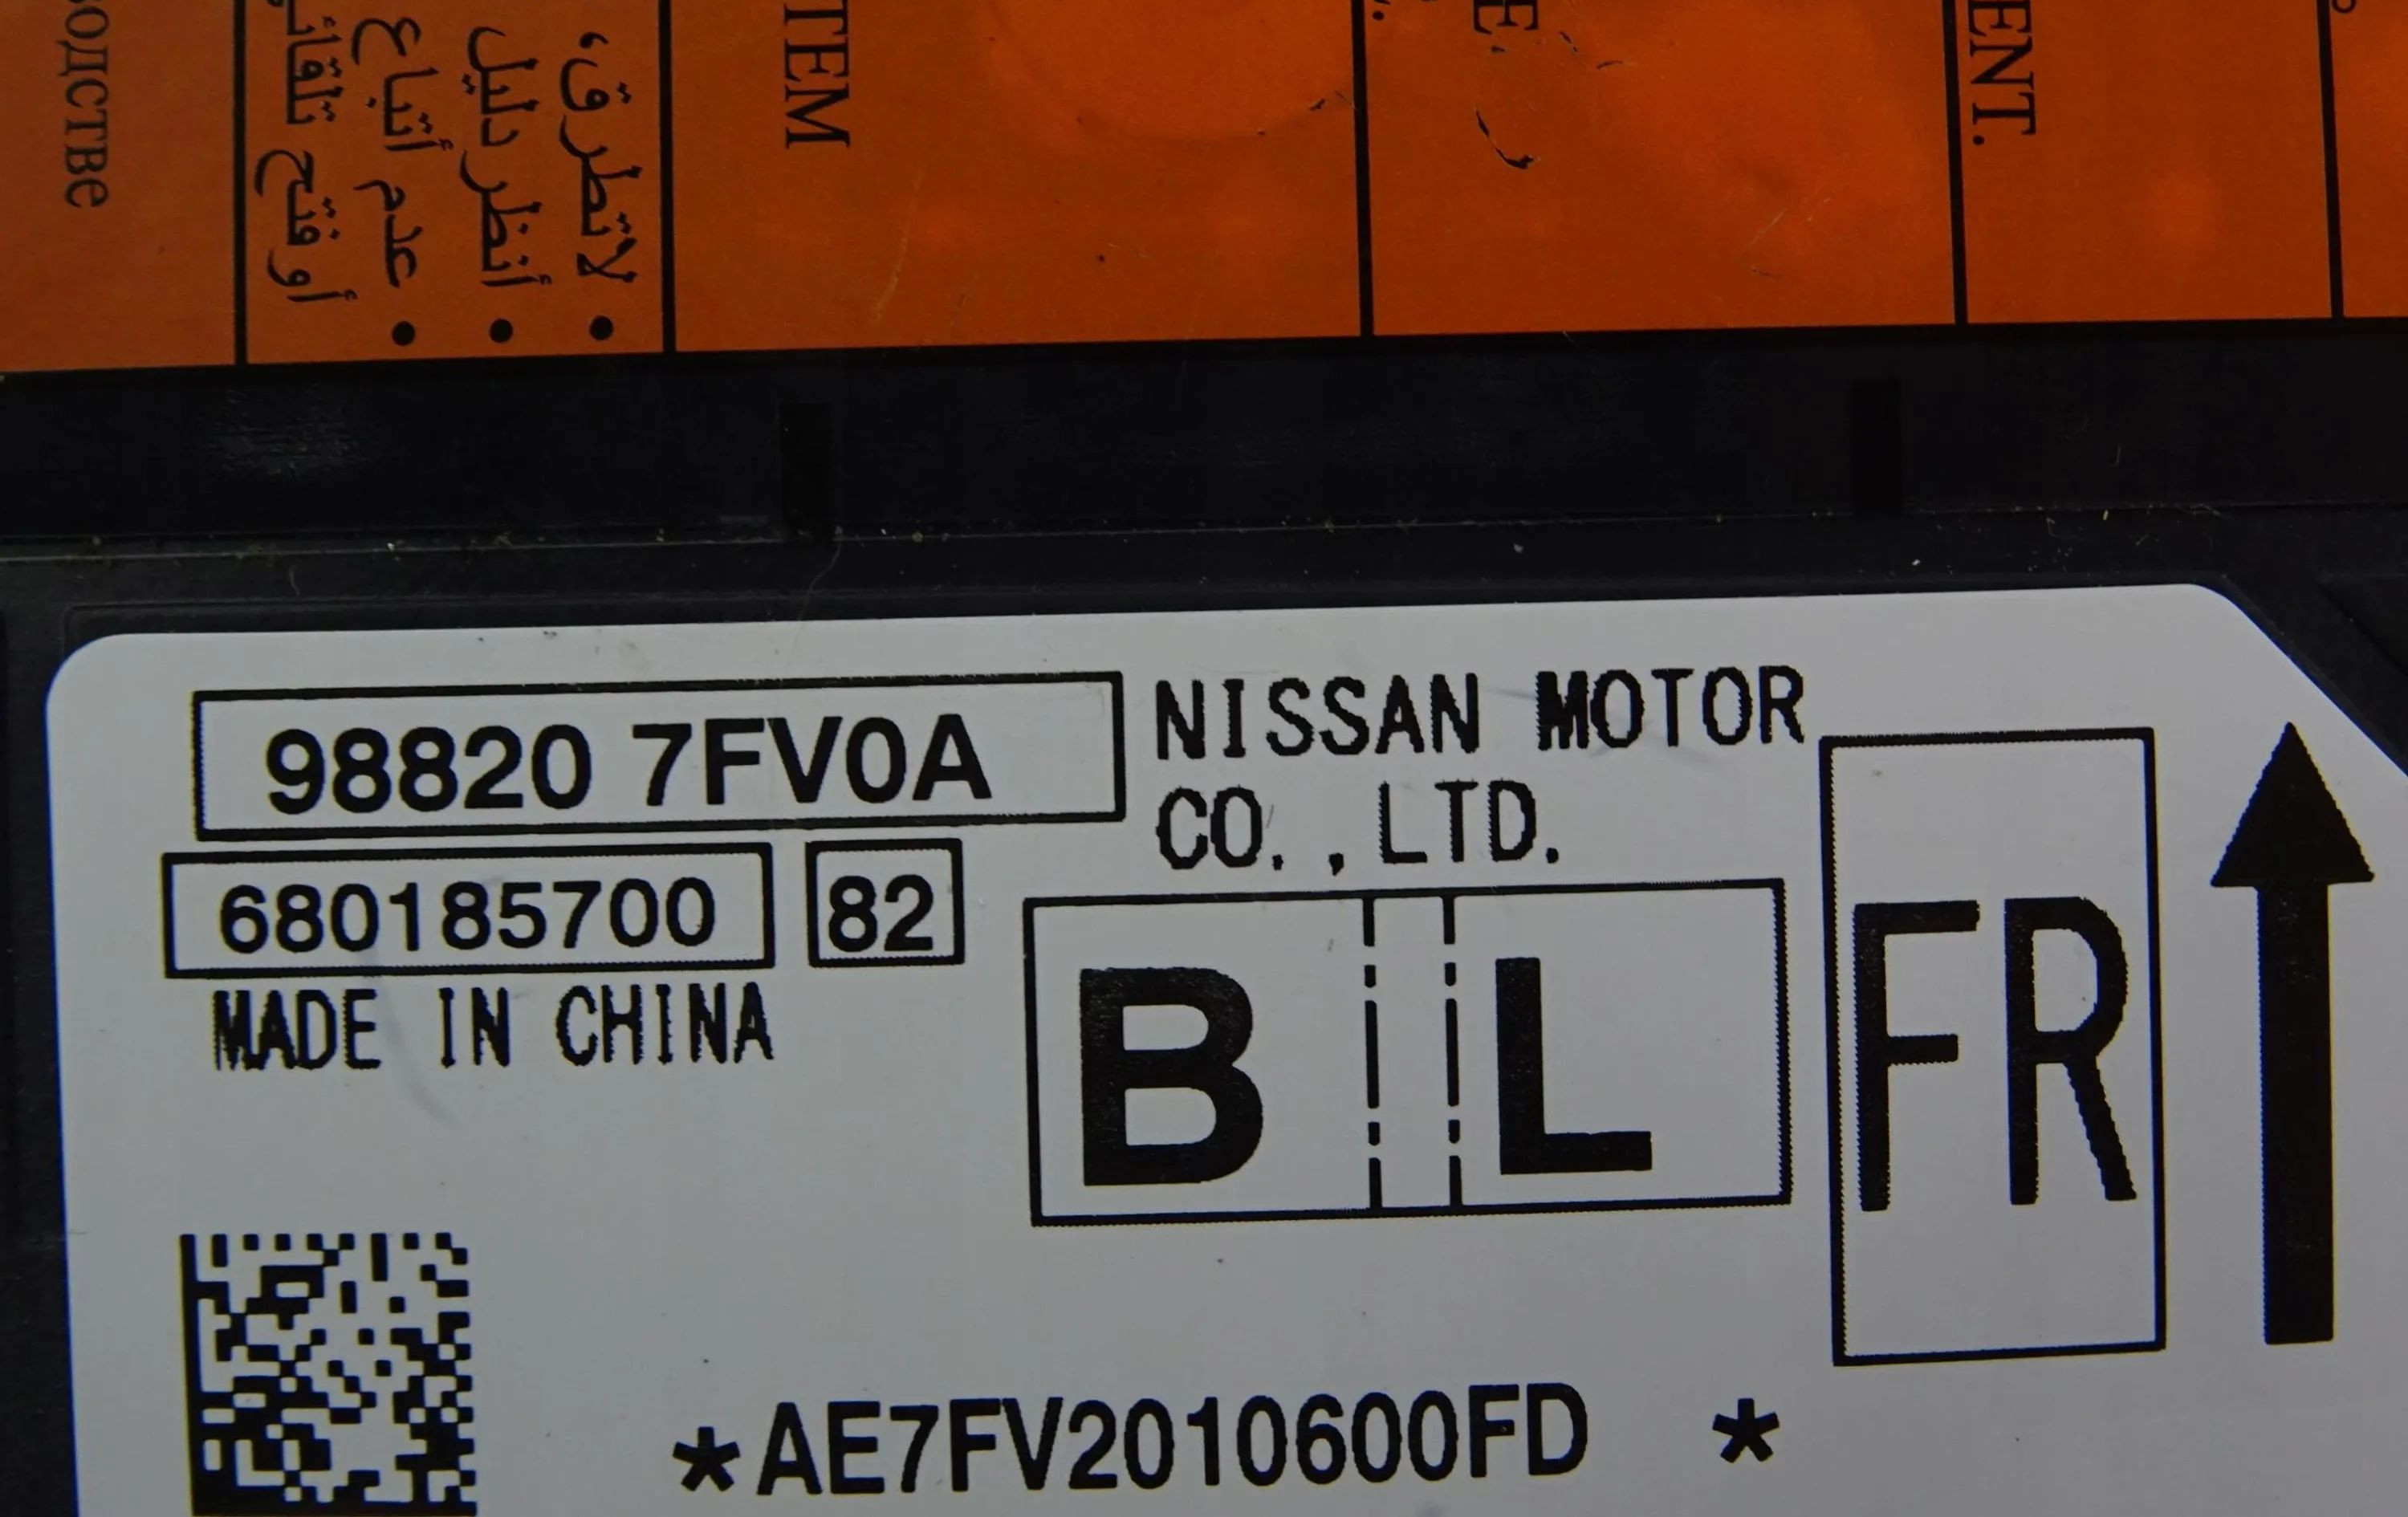 ОДСТВЕ
لاتطرق،
أنظر دليل
عدم أتباع
أو فتح تلقائي
TEM
E.
ENT.
98820 7FV0A
NISSAN MOTOR
CO.,LTD.
680185700
82
MADE IN CHINA
B L
FR
*AE7FV2010600FD *